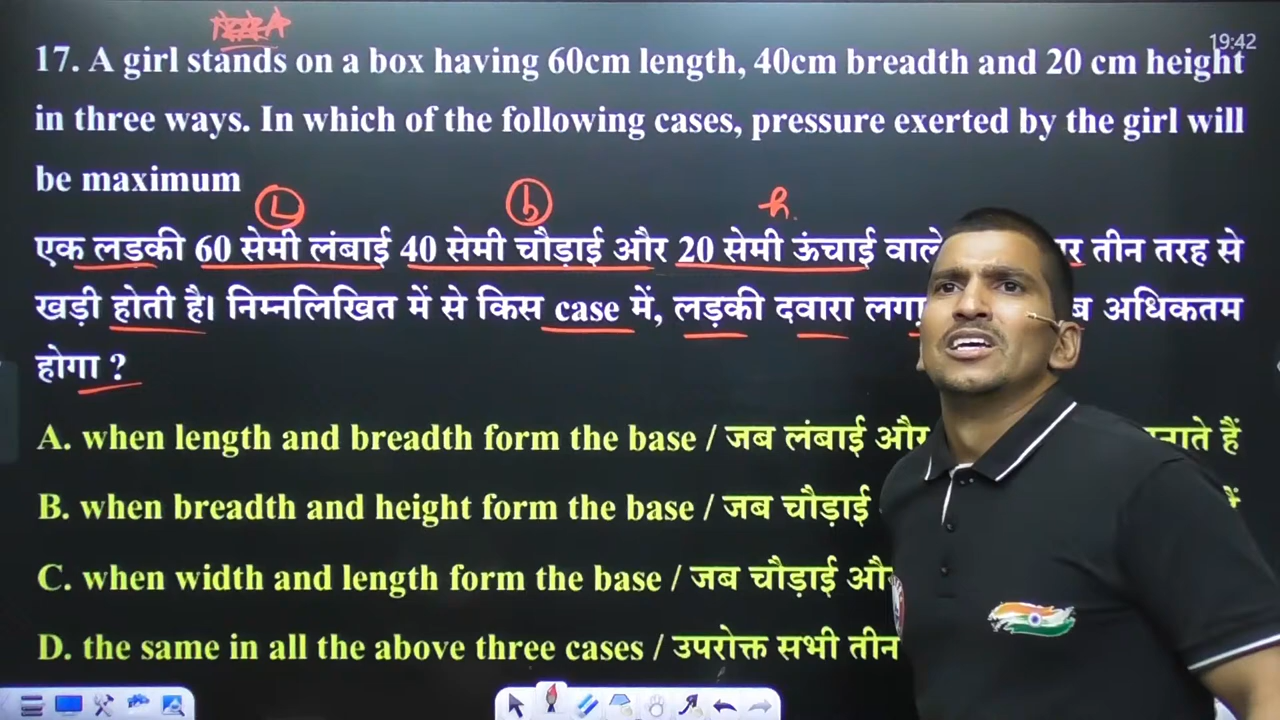 19:42
17. A girl stands on a box having 60cm length, 40cm breadth and 20 cm height
in three ways. In which of the following cases, pressure exerted by the girl will
be maximum
L b h.
एक लडकी 60 सेमी लंबाई 40 सेमी चौड़ाई और 20 सेमी ऊंचाई वाले तीन तरह से
खड़ी होती है। निम्नलिखित में से किस case में, लड़की दवारा अधिकतम
होगा ?
A. when length and breadth form the base / जब लंबाई और हैं
B. when breadth and height form the base / जब चौड़ाई
C. when width and length form the base / जब चौड़ाई
D. the same in all the above three cases / उपरोक्त सभी तीन